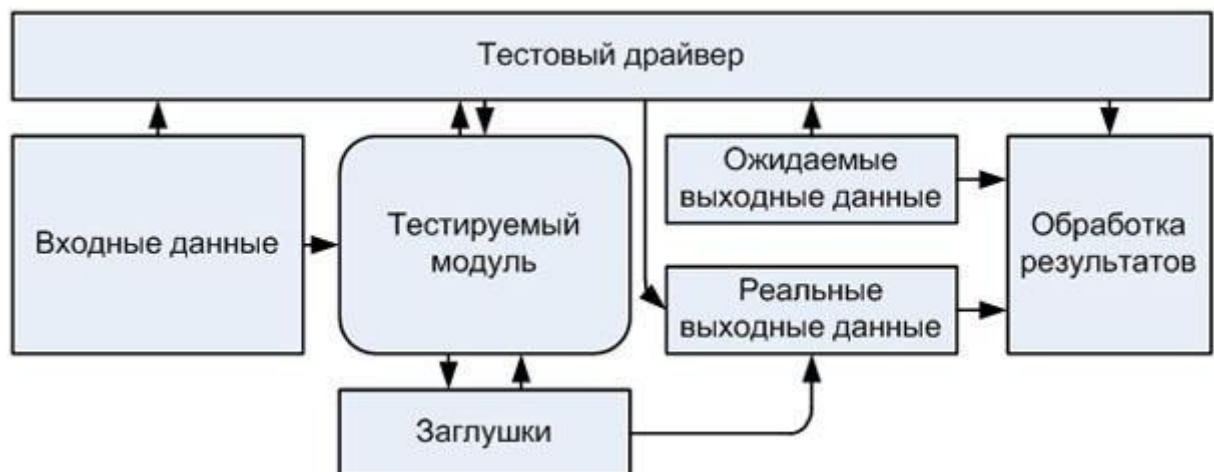 Тестовый драйвер
Входные данные
Тестируемый
модуль
Ожидаемые
выходные данные
Реальные
выходные данные
Обработка
результатов
Заглушки